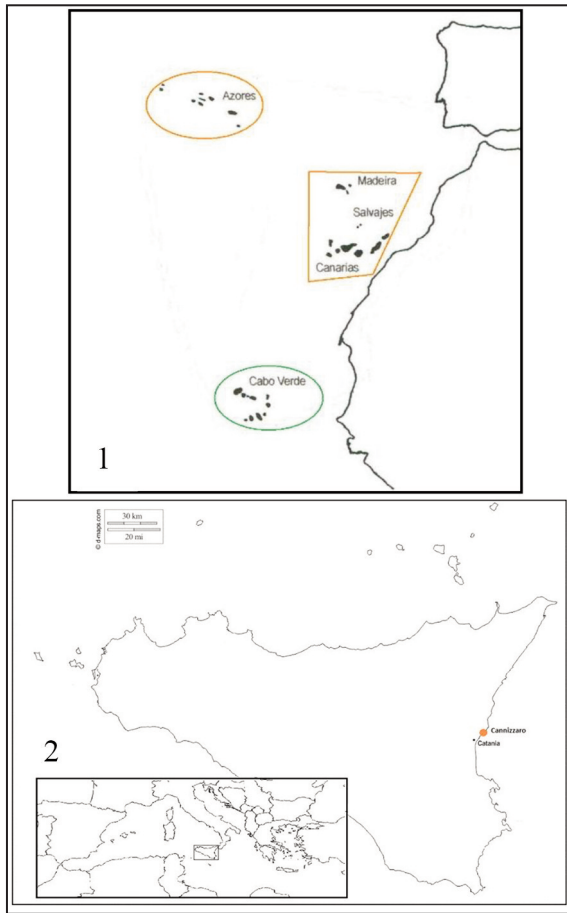 Azores
Madeira
Salvajes
Canarias
Cabo Verde
1
© d-maps.com
30 km
20 mi
Cannizzaro
Catania
2